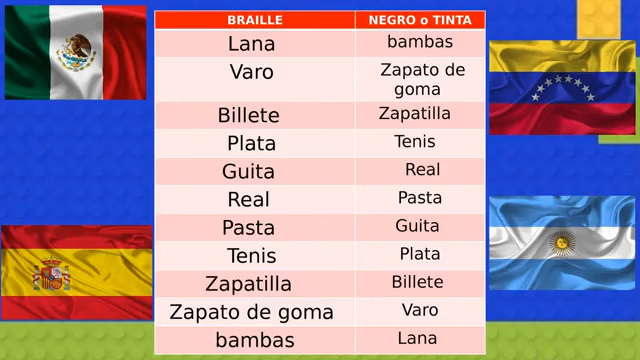 BRAILLE NEGRO o TINTA
Lana bambas
Varo Zapato de
goma
Billete Zapatilla
Plata Tenis
Guita Real
Real Pasta
Pasta Guita
Tenis Plata
Zapatilla Billete
Zapato de goma Varo
bambas Lana